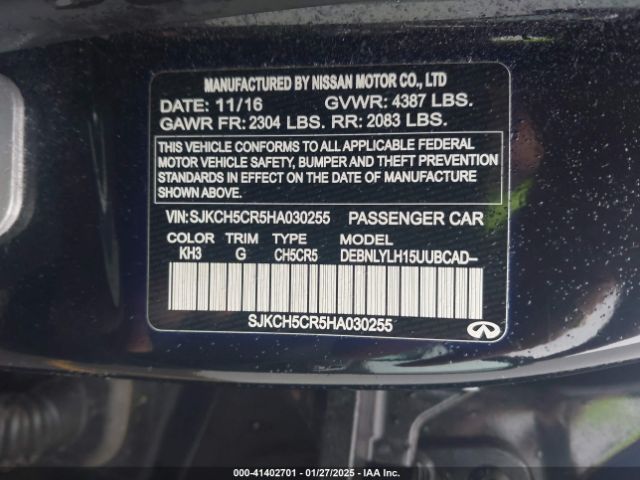 MANUFACTURED BY NISSAN MOTOR CO., LTD
DATE: 11/16 GVWR: 4387 LBS.
GAWR FR: 2304 LBS. RR: 2083 LBS.
THIS VEHICLE CONFORMS TO ALL APPLICABLE FEDERAL
MOTOR VEHICLE SAFETY, BUMPER AND THEFT PREVENTION
STANDARDS IN EFFECT ON THE DATE OF MANUFACTURE
SHOWN ABOVE.
VIN: SJKCH5CR5HA030255 PASSENGER CAR
COLOR TRIM TYPE MODEL
KH3 G CH5CR5 DEBNLYLH15UUBCAD-
SJKCH5CR5HA030255
000-41402701 - 01/27/2025 - IAA Inc.